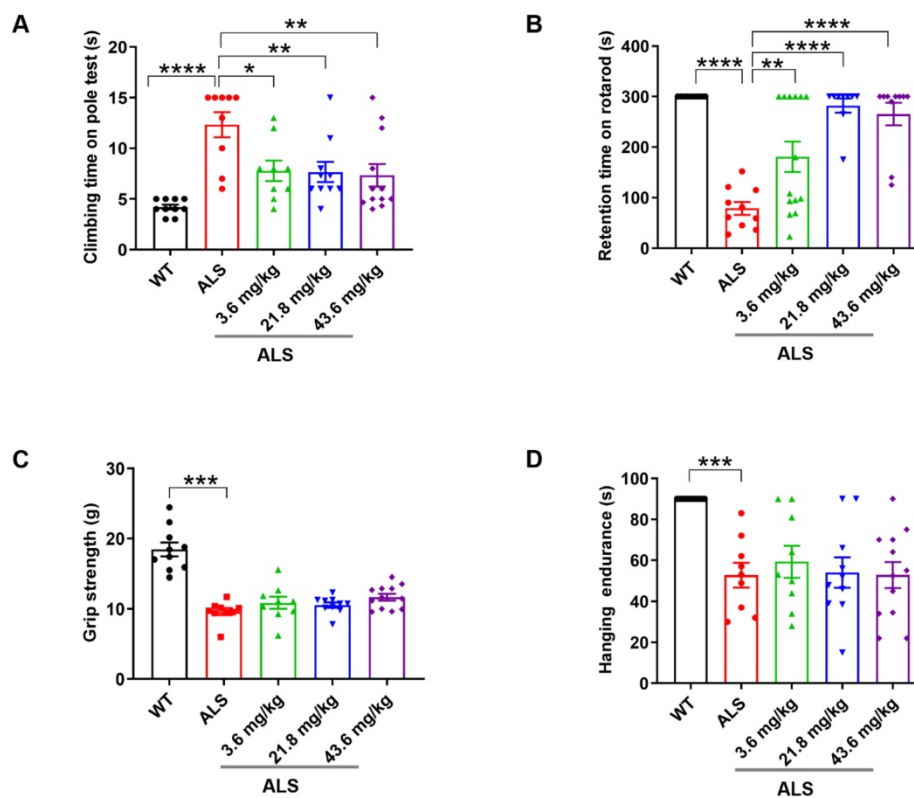 A
Climbing time on pole test (s)
20
15
10
5
0
****
*
**
**
WT
ALS
3.6 mg/kg
21.8 mg/kg
43.6 mg/kg
ALS
B
Retention time on rotarod (s)
400
300
200
100
0
****
**
****
****
WT
ALS
3.6 mg/kg
21.8 mg/kg
43.6 mg/kg
ALS
C
Grip strength (g)
30
20
10
0
***
WT
ALS
3.6 mg/kg
21.8 mg/kg
43.6 mg/kg
ALS
D
Hanging endurance (s)
100
80
60
40
20
0
***
WT
ALS
3.6 mg/kg
21.8 mg/kg
43.6 mg/kg
ALS